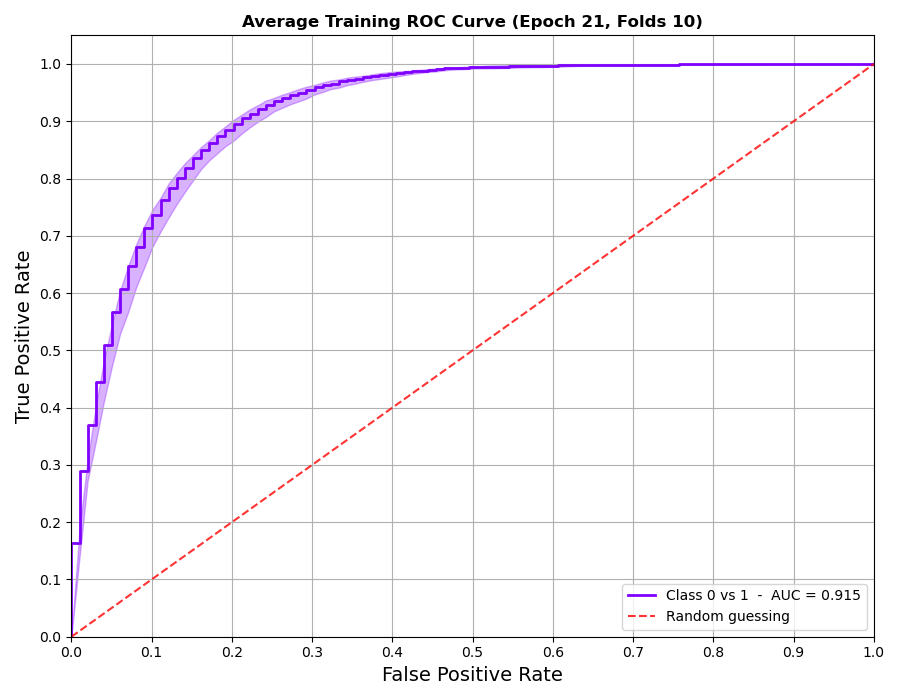 Average Training ROC Curve (Epoch 21, Folds 10)
True Positive Rate
1.0
0.9
0.8
0.7
0.6
0.5
0.4
0.3
0.2
0.1
0.0
Class 0 vs 1 - AUC = 0.915
Random guessing
0.0 0.1 0.2 0.3 0.4 0.5 0.6 0.7 0.8 0.9 1.0
False Positive Rate